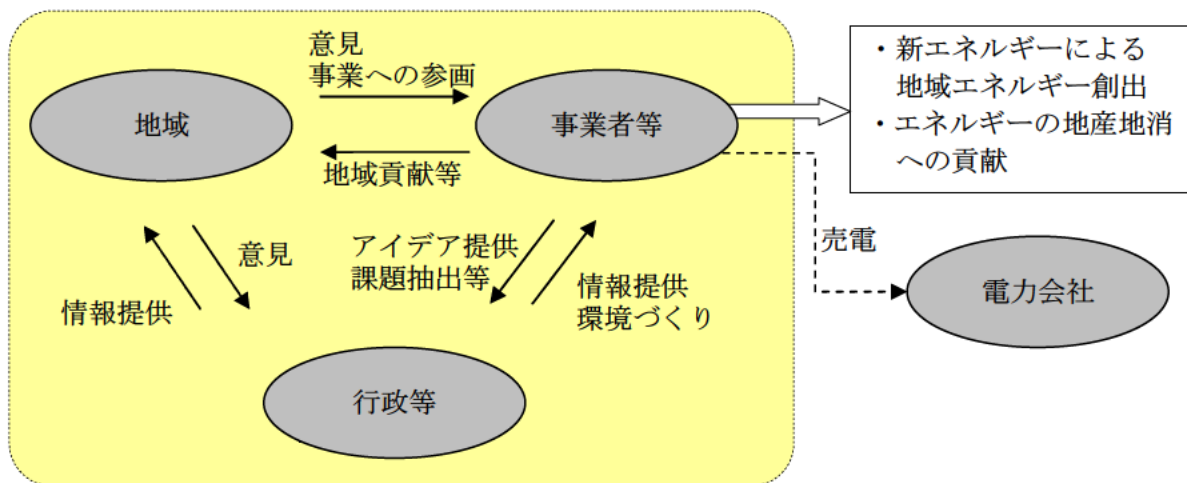 意見
事業への参画
地域
事業者等
地域貢献等
・新エネルギーによる
地域エネルギー創出
・エネルギーの地産地消
への貢献
意見
情報提供
アイデア提供
課題抽出等
情報提供
環境づくり
売電
電力会社
行政等